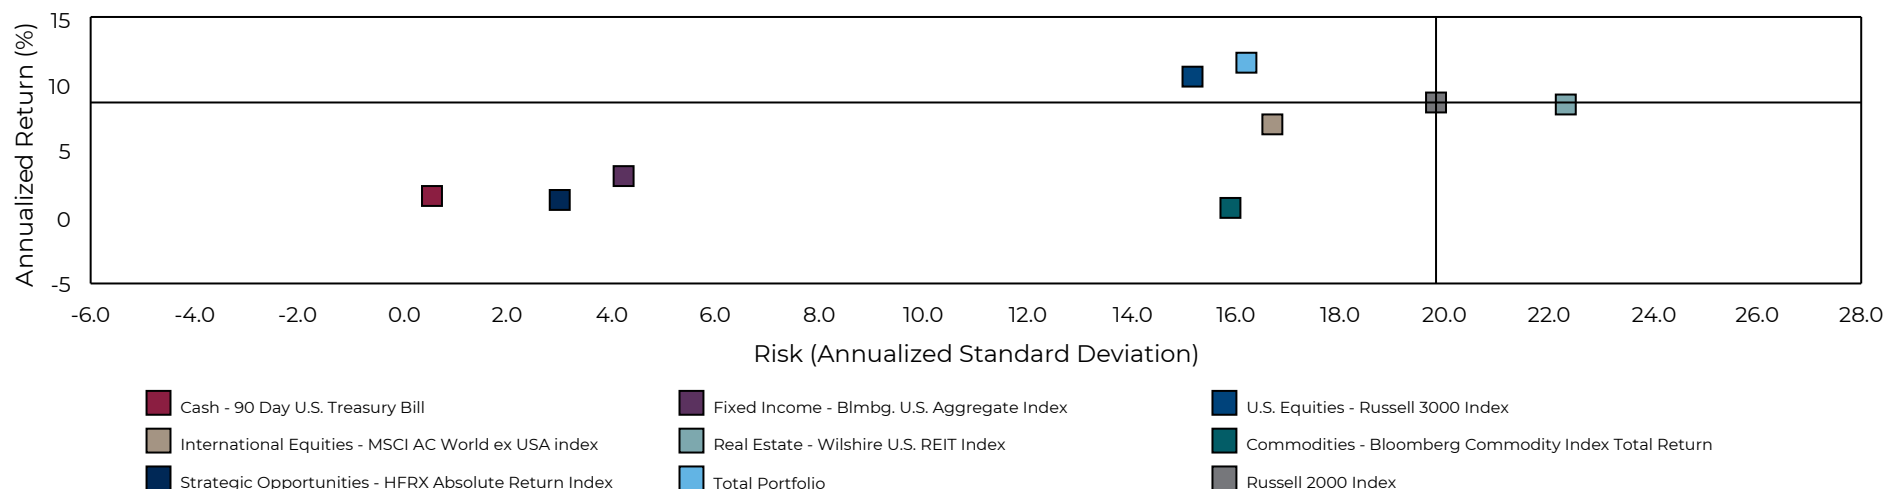 15
10
5
0
-5
Annualized Return (%)
-6.0 -4.0 -2.0 0.0 2.0 4.0 6.0 8.0 10.0 12.0 14.0 16.0 18.0 20.0 22.0 24.0 26.0 28.0
Risk (Annualized Standard Deviation)
Cash - 90 Day U.S. Treasury Bill
Fixed Income - Blmbg. U.S. Aggregate Index
U.S. Equities - Russell 3000 Index
International Equities - MSCI AC World ex USA index
Real Estate - Wilshire U.S. REIT Index
Commodities - Bloomberg Commodity Index Total Return
Strategic Opportunities - HFRX Absolute Return Index
Total Portfolio
Russell 2000 Index